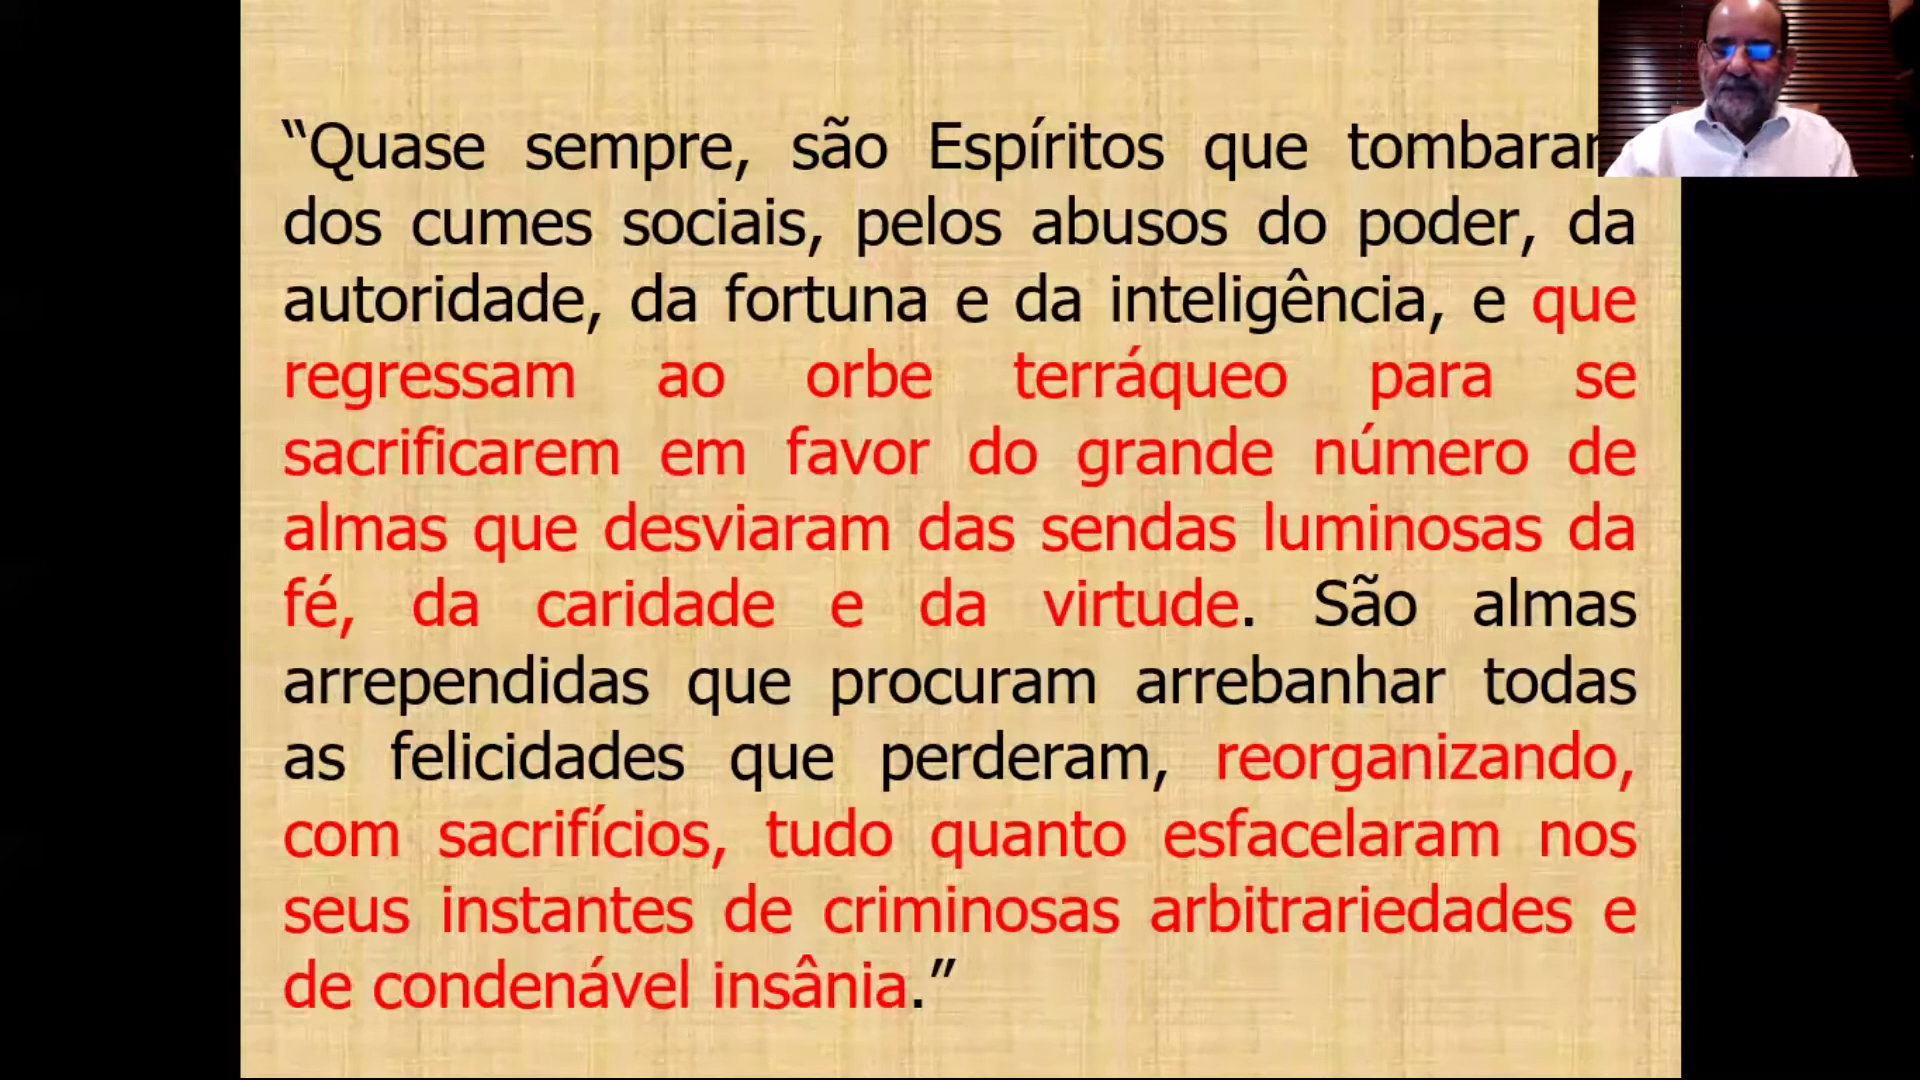 “Quase sempre, são Espíritos que tombaram
dos cumes sociais, pelos abusos do poder, da
autoridade, da fortuna e da inteligência, e que
regressam ao orbe terráqueo para se
sacrificarem em favor do grande número de
almas que desviaram das sendas luminosas da
fé, da caridade e da virtude. São almas
arrependidas que procuram arrebanhar todas
as felicidades que perderam, reorganizando,
com sacrifícios, tudo quanto esfacelaram nos
seus instantes de criminosas arbitrariedades e
de condenável insânia.”